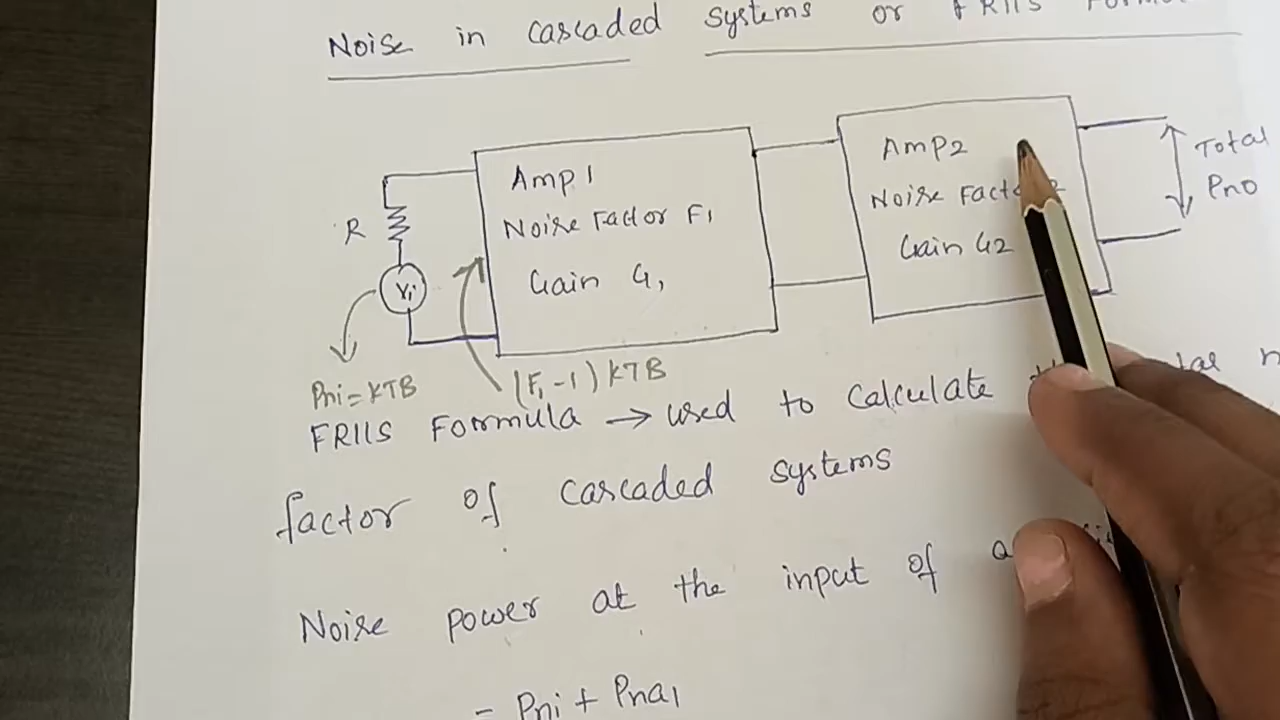 Noise in cascaded systems or FRIIS
Amp 1
Noise Factor F1
Gain G1
R
Vi
Pni = KTB
(F1-1) KTB
Amp2
Noise
Gain G2
Total
Pno
FRIIS Formula → used to calculate
factor of cascaded systems
Noise power at the input of
= Pni + Pna1